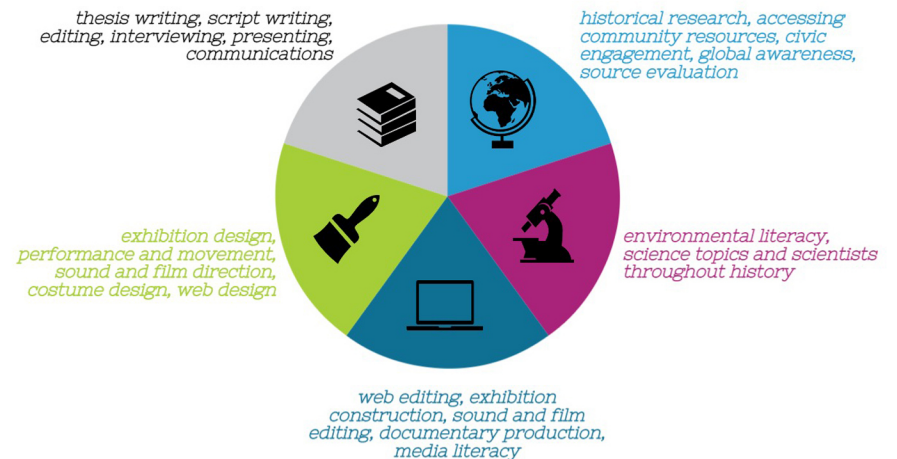 thesis writing, script writing,
editing, interviewing, presenting,
communications
historical research, accessing
community resources, civic
engagement, global awareness,
source evaluation
exhibition design,
performance and movement,
sound and film direction,
costume design, web design
environmental literacy,
science topics and scientists
throughout history
web editing, exhibition
construction, sound and film
editing, documentary production,
media literacy